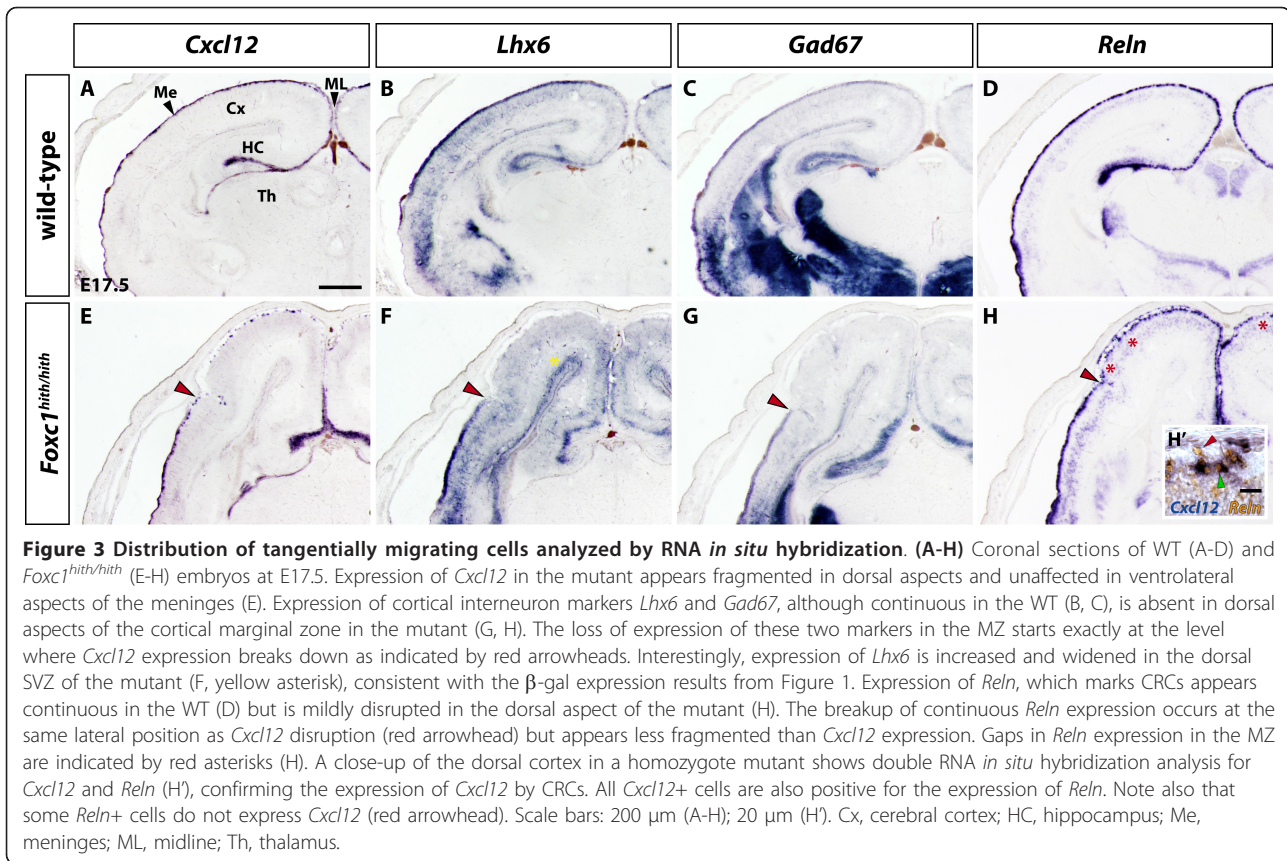 Cxcl12 Lhx6 Gad67 Reln
wild-type
A Me Cx ML HC Th E17.5
B
C
D
Foxc1hith/hith
E
F *
G
H * * *
H'
Cxcl12 Reln
Figure 3 Distribution of tangentially migrating cells analyzed by RNA in situ hybridization. (A-H) Coronal sections of WT (A-D) and
Foxc1hith/hith (E-H) embryos at E17.5. Expression of Cxcl12 in the mutant appears fragmented in dorsal aspects and unaffected in ventrolateral
aspects of the meninges (E). Expression of cortical interneuron markers Lhx6 and Gad67, although continuous in the WT (B, C), is absent in dorsal
aspects of the cortical marginal zone in the mutant (G, H). The loss of expression of these two markers in the MZ starts exactly at the level
where Cxcl12 expression breaks down as indicated by red arrowheads. Interestingly, expression of Lhx6 is increased and widened in the dorsal
SVZ of the mutant (F, yellow asterisk), consistent with the β-gal expression results from Figure 1. Expression of Reln, which marks CRCs appears
continuous in the WT (D) but is mildly disrupted in the dorsal aspect of the mutant (H). The breakup of continuous Reln expression occurs at the
same lateral position as Cxcl12 disruption (red arrowhead) but appears less fragmented than Cxcl12 expression. Gaps in Reln expression in the MZ
are indicated by red asterisks (H). A close-up of the dorsal cortex in a homozygote mutant shows double RNA in situ hybridization analysis for
Cxcl12 and Reln (H'), confirming the expression of Cxcl12 by CRCs. All Cxcl12+ cells are also positive for the expression of Reln. Note also that
some Reln+ cells do not express Cxcl12 (red arrowhead). Scale bars: 200 μm (A-H); 20 μm (H'). Cx, cerebral cortex; HC, hippocampus; Me,
meninges; ML, midline; Th, thalamus.